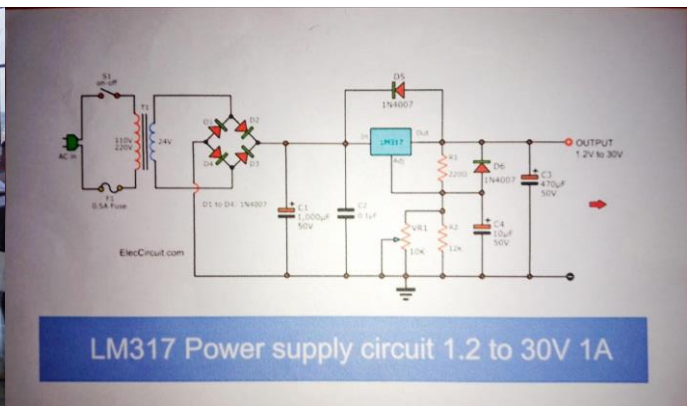 S1
on-off
T1
110V
220V
24V
AC in
F1
0.5A Fuse
D1
D2
D4
D3
D1 to D4: 1N4007
ElecCircuit.com
C1
1,000µF
50V
C2
0.1µF
D5
1N4007
In
LM317
Out
Adj
R1
220Ω
D6
1N4007
VR1
10K
R2
12K
C4
10µF
50V
C3
470µF
50V
OUTPUT
1.2V to 30V
LM317 Power supply circuit 1.2 to 30V 1A